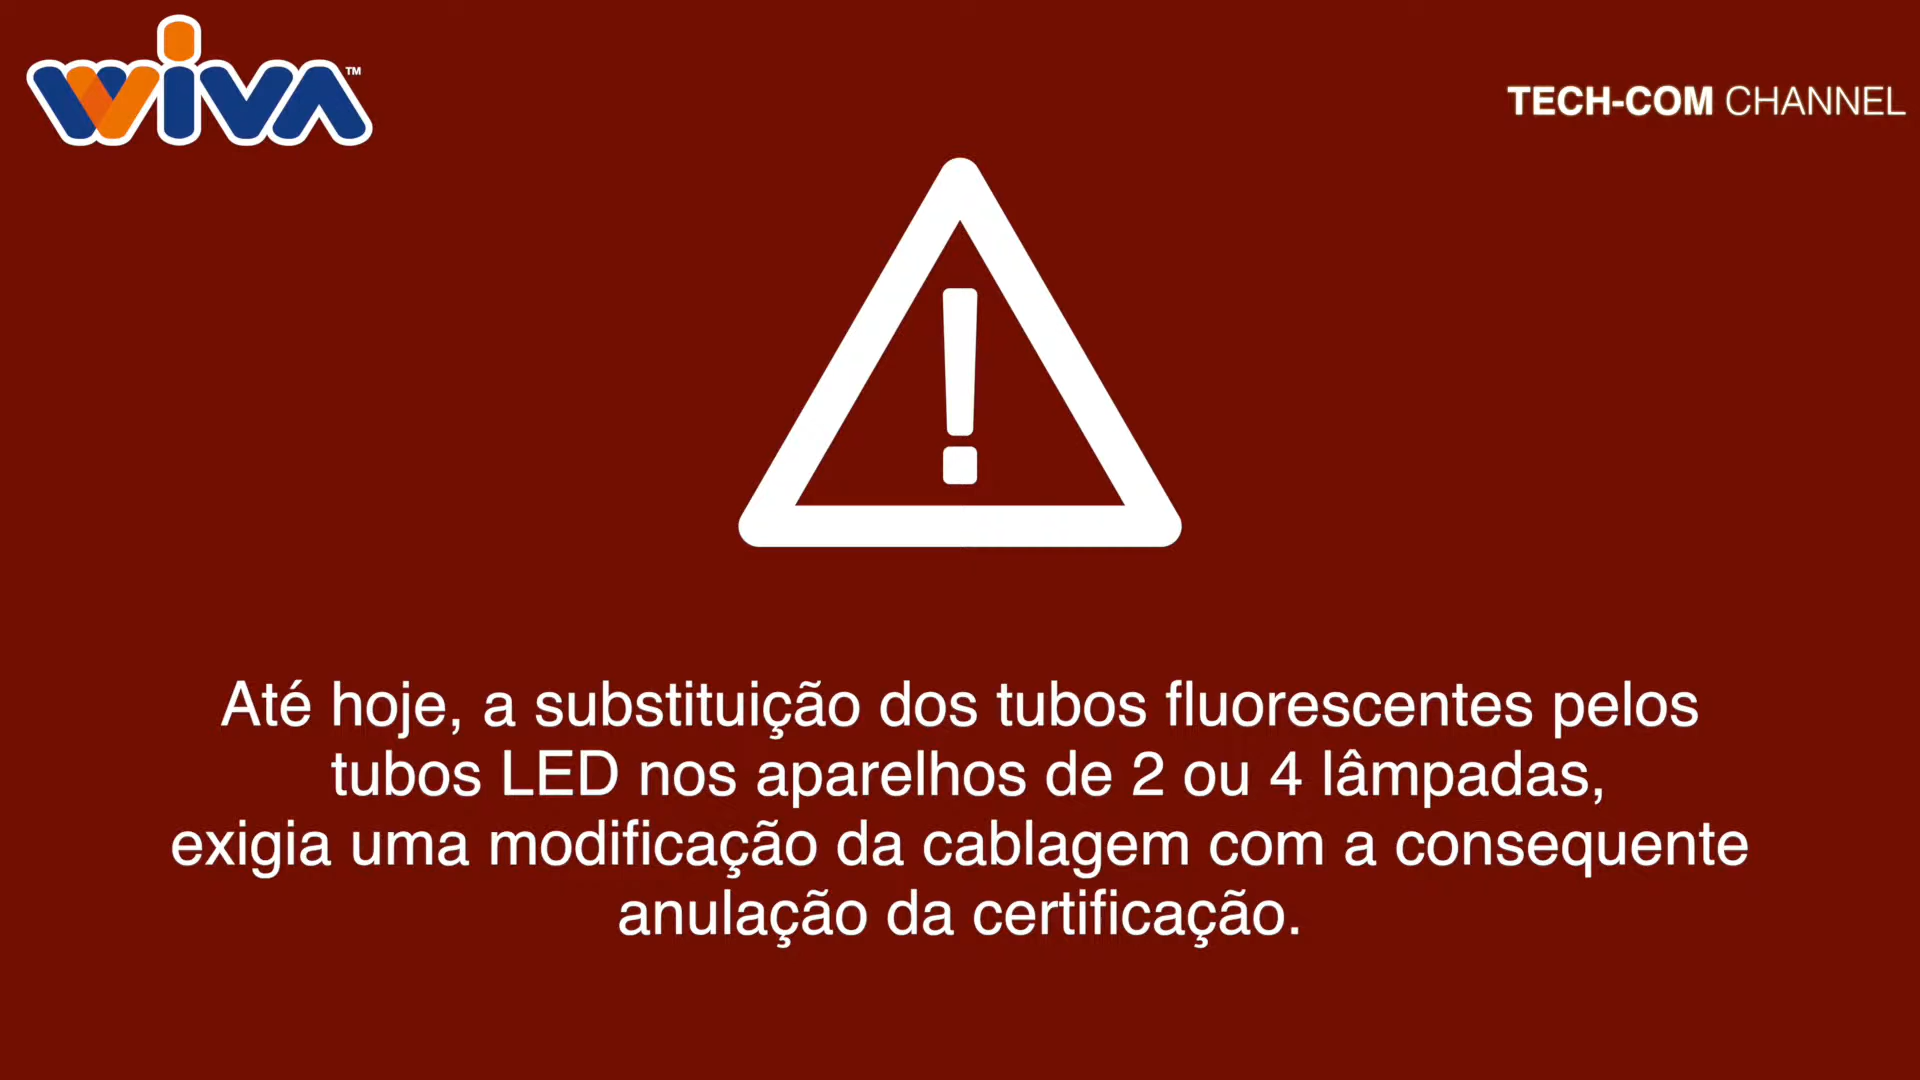 wiva™
TECH-COM CHANNEL
!
Até hoje, a substituição dos tubos fluorescentes pelos
tubos LED nos aparelhos de 2 ou 4 lâmpadas,
exigia uma modificação da cablagem com a consequente
anulação da certificação.